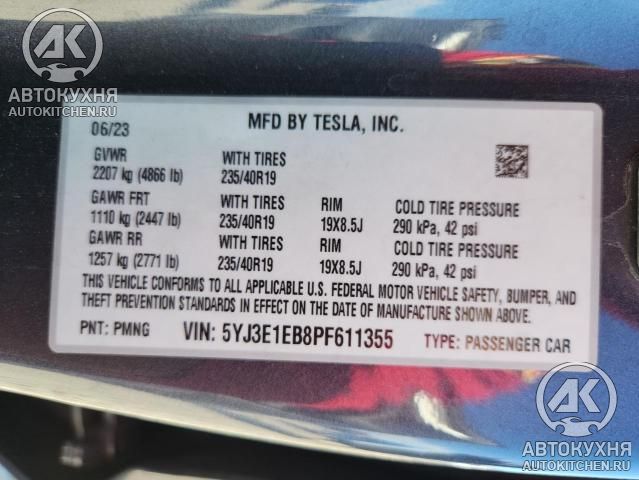 АК
АВТОКУХНЯ
AUTOKITCHEN.RU
06/23 MFD BY TESLA, INC.
GVWR WITH TIRES
2207 kg (4866 lb) 235/40R19
GAWR FRT WITH TIRES RIM COLD TIRE PRESSURE
1110 kg (2447 lb) 235/40R19 19X8.5J 290 kPa, 42 psi
GAWR RR WITH TIRES RIM COLD TIRE PRESSURE
1257 kg (2771 lb) 235/40R19 19X8.5J 290 kPa, 42 psi
THIS VEHICLE CONFORMS TO ALL APPLICABLE U.S. FEDERAL MOTOR VEHICLE SAFETY, BUMPER, AND
THEFT PREVENTION STANDARDS IN EFFECT ON THE DATE OF MANUFACTURE SHOWN ABOVE.
PNT: PMNG VIN: 5YJ3E1EB8PF611355 TYPE: PASSENGER CAR
АК
АВТОКУХНЯ
AUTOKITCHEN.RU